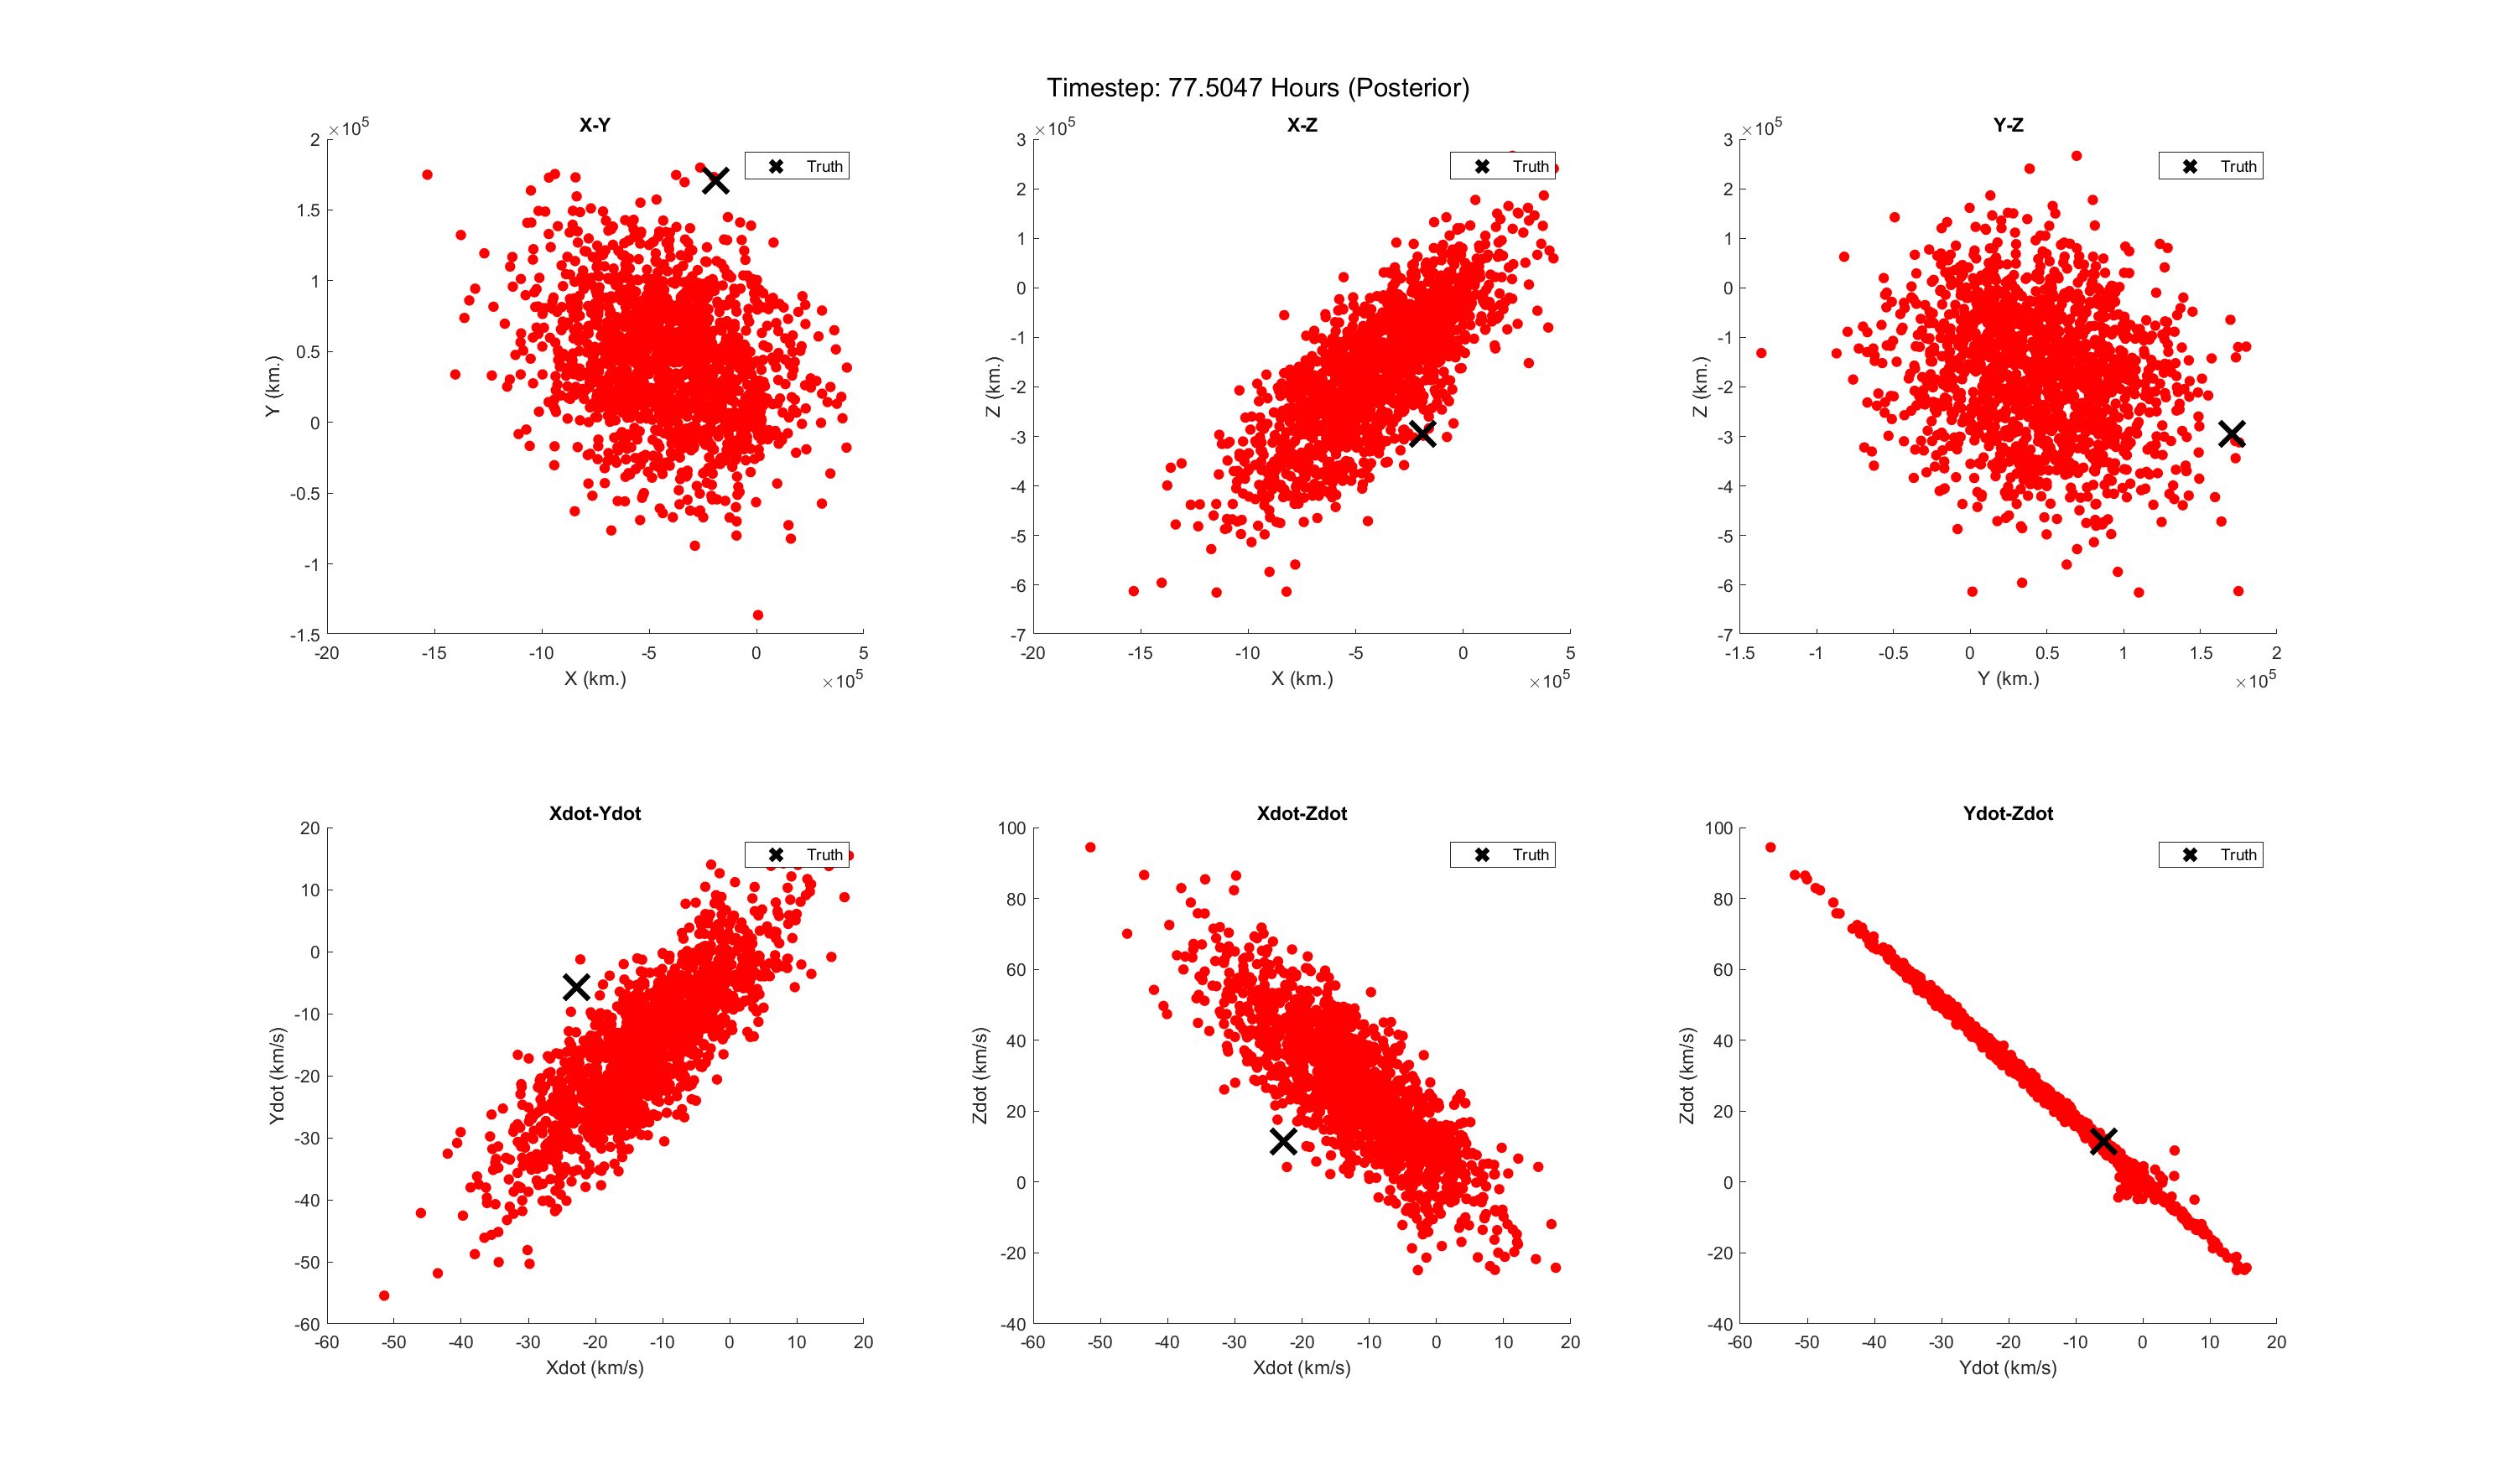 Timestep: 77.5047 Hours (Posterior)
X-Y
×10^5
2
1.5
1
0.5
0
-0.5
-1
-1.5
Y (km.)
-20 -15 -10 -5 0 5
X (km.)
×10^5
Truth
X-Z
×10^5
3
2
1
0
-1
-2
-3
-4
-5
-6
-7
Z (km.)
-20 -15 -10 -5 0 5
X (km.)
×10^5
Truth
Y-Z
×10^5
3
2
1
0
-1
-2
-3
-4
-5
-6
-7
Z (km.)
-1.5 -1 -0.5 0 0.5 1 1.5 2
Y (km.)
×10^5
Truth
Xdot-Ydot
20
10
0
-10
-20
-30
-40
-50
-60
Ydot (km/s)
-60 -50 -40 -30 -20 -10 0 10 20
Xdot (km/s)
Truth
Xdot-Zdot
100
80
60
40
20
0
-20
-40
Zdot (km/s)
-60 -50 -40 -30 -20 -10 0 10 20
Xdot (km/s)
Truth
Ydot-Zdot
100
80
60
40
20
0
-20
-40
Zdot (km/s)
-60 -50 -40 -30 -20 -10 0 10 20
Ydot (km/s)
Truth